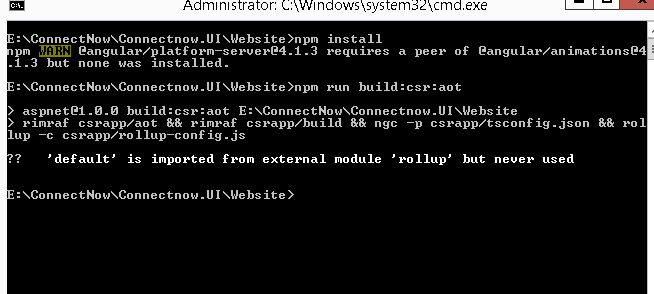 Administrator: C:\Windows\system32\cmd.exe
E:\ConnectNow\Connectnow.UI\Website>npm install
npm WARN @angular/platform-server@4.1.3 requires a peer of @angular/animations@4
.1.3 but none was installed.
E:\ConnectNow\Connectnow.UI\Website>npm run build:csr:aot
> aspnet@1.0.0 build:csr:aot E:\ConnectNow\Connectnow.UI\Website
> rimraf csrapp/aot && rimraf csrapp/build && ngc -p csrapp/tsconfig.json && rol
lup -c csrapp/rollup-config.js
??   'default' is imported from external module 'rollup' but never used
E:\ConnectNow\Connectnow.UI\Website>